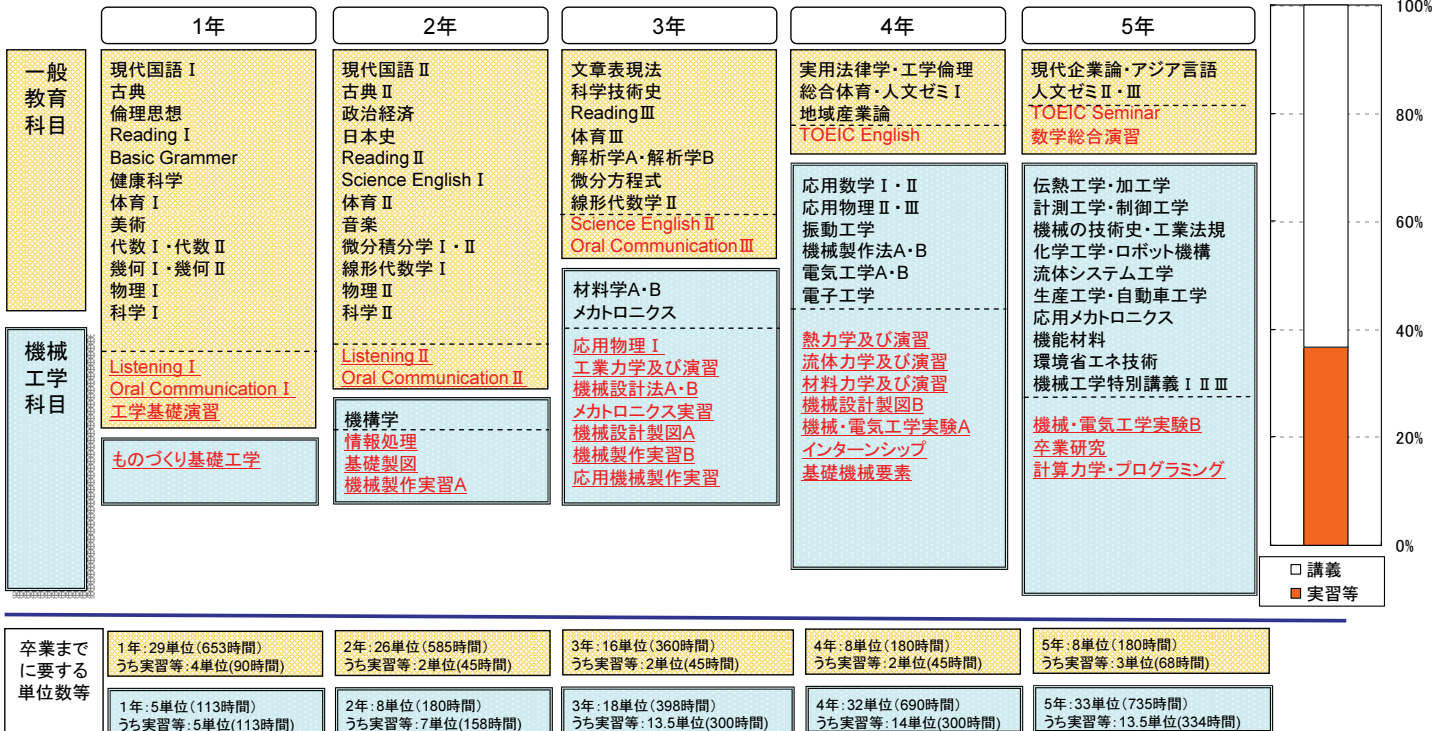 1年
2年
3年
4年
5年
一般
教育
科目
現代国語Ⅰ
古典
倫理思想
ReadingⅠ
Basic Grammer
健康科学
体育Ⅰ
美術
代数Ⅰ・代数Ⅱ
幾何Ⅰ・幾何Ⅱ
物理Ⅰ
科学Ⅰ
ListeningⅠ
Oral CommunicationⅠ
工学基礎演習
現代国語Ⅱ
古典Ⅱ
政治経済
日本史
ReadingⅡ
Science EnglishⅠ
体育Ⅱ
音楽
微分積分学Ⅰ・Ⅱ
線形代数学Ⅰ
物理Ⅱ
科学Ⅱ
ListeningⅡ
Oral CommunicationⅡ
文章表現法
科学技術史
ReadingⅢ
体育Ⅲ
解析学A・解析学B
微分方程式
線形代数学Ⅱ
Science EnglishⅡ
Oral CommunicationⅢ
実用法律学・工学倫理
総合体育・人文ゼミⅠ
地域産業論
TOEIC English
現代企業論・アジア言語
人文ゼミⅡ・Ⅲ
TOEIC Seminar
数学総合演習
機械
工学
科目
ものづくり基礎工学
機構学
情報処理
基礎製図
機械製作実習A
材料学A・B
メカトロニクス
応用物理Ⅰ
工業力学及び演習
機械設計法A・B
メカトロニクス実習
機械設計製図A
機械製作実習B
応用機械製作実習
応用数学Ⅰ・Ⅱ
応用物理Ⅱ・Ⅲ
振動工学
機械製作法A・B
電気工学A・B
電子工学
熱力学及び演習
流体力学及び演習
材料力学及び演習
機械設計製図B
機械・電気工学実験A
インターンシップ
基礎機械要素
伝熱工学・加工学
計測工学・制御工学
機械の技術史・工業法規
化学工学・ロボット機構
流体システム工学
生産工学・自動車工学
応用メカトロニクス
機能材料
環境省エネ技術
機械工学特別講義ⅠⅡⅢ
機械・電気工学実験B
卒業研究
計算力学・プログラミング
100%
80%
60%
40%
20%
0%
講義
実習等
卒業まで
に要する
単位数等
1年:29単位(653時間)
うち実習等:4単位(90時間)
2年:26単位(585時間)
うち実習等:2単位(45時間)
3年:16単位(360時間)
うち実習等:2単位(45時間)
4年:8単位(180時間)
うち実習等:2単位(45時間)
5年:8単位(180時間)
うち実習等:3単位(68時間)
1年:5単位(113時間)
うち実習等:5単位(113時間)
2年:8単位(180時間)
うち実習等:7単位(158時間)
3年:18単位(398時間)
うち実習等:13.5単位(300時間)
4年:32単位(690時間)
うち実習等:14単位(300時間)
5年:33単位(735時間)
うち実習等:13.5単位(334時間)